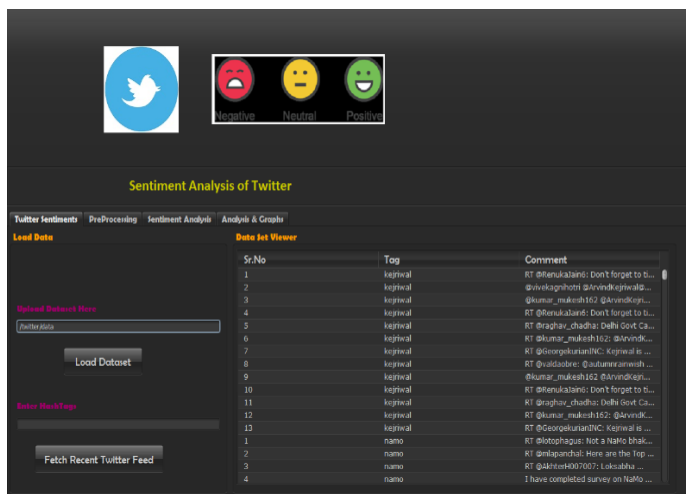 Negative Neutral Positive
Sentiment Analysis of Twitter
Twitter Sentiments PreProcessing Sentiment Analysis Analysis & Graphs
Load Data
Data Set Viewer
Upload Dataset Here
/twitter/data
Load Dataset
Enter HashTags
Fetch Recent Twitter Feed
Sr.No Tag Comment
1 kejriwal RT @RenukaJain6: Don't forget to ti...
2 kejriwal @vivekagnihotri @ArvindKejriwal@...
3 kejriwal @kumar_mukesh162 @ArvindKejri...
4 kejriwal RT @RenukaJain6: Don't forget to ti...
5 kejriwal RT @raghav_chadha: Delhi Govt Ca...
6 kejriwal RT @kumar_mukesh162: @ArvindK...
7 kejriwal RT @GeorgekurianINC: Kejriwal is ...
8 kejriwal RT @valdaobre: @autumnrainwish ...
9 kejriwal @kumar_mukesh162 @ArvindKejri...
10 kejriwal RT @RenukaJain6: Don't forget to ti...
11 kejriwal RT @raghav_chadha: Delhi Govt Ca...
12 kejriwal RT @kumar_mukesh162: @ArvindK...
13 kejriwal RT @GeorgekurianINC: Kejriwal is ...
1 namo RT @lotophagus: Not a NaMo bhak...
2 namo RT @mlapanchal: Here are the Top ...
3 namo RT @AkhterH007007: Loksabha ...
4 namo I have completed survey on NaMo ...